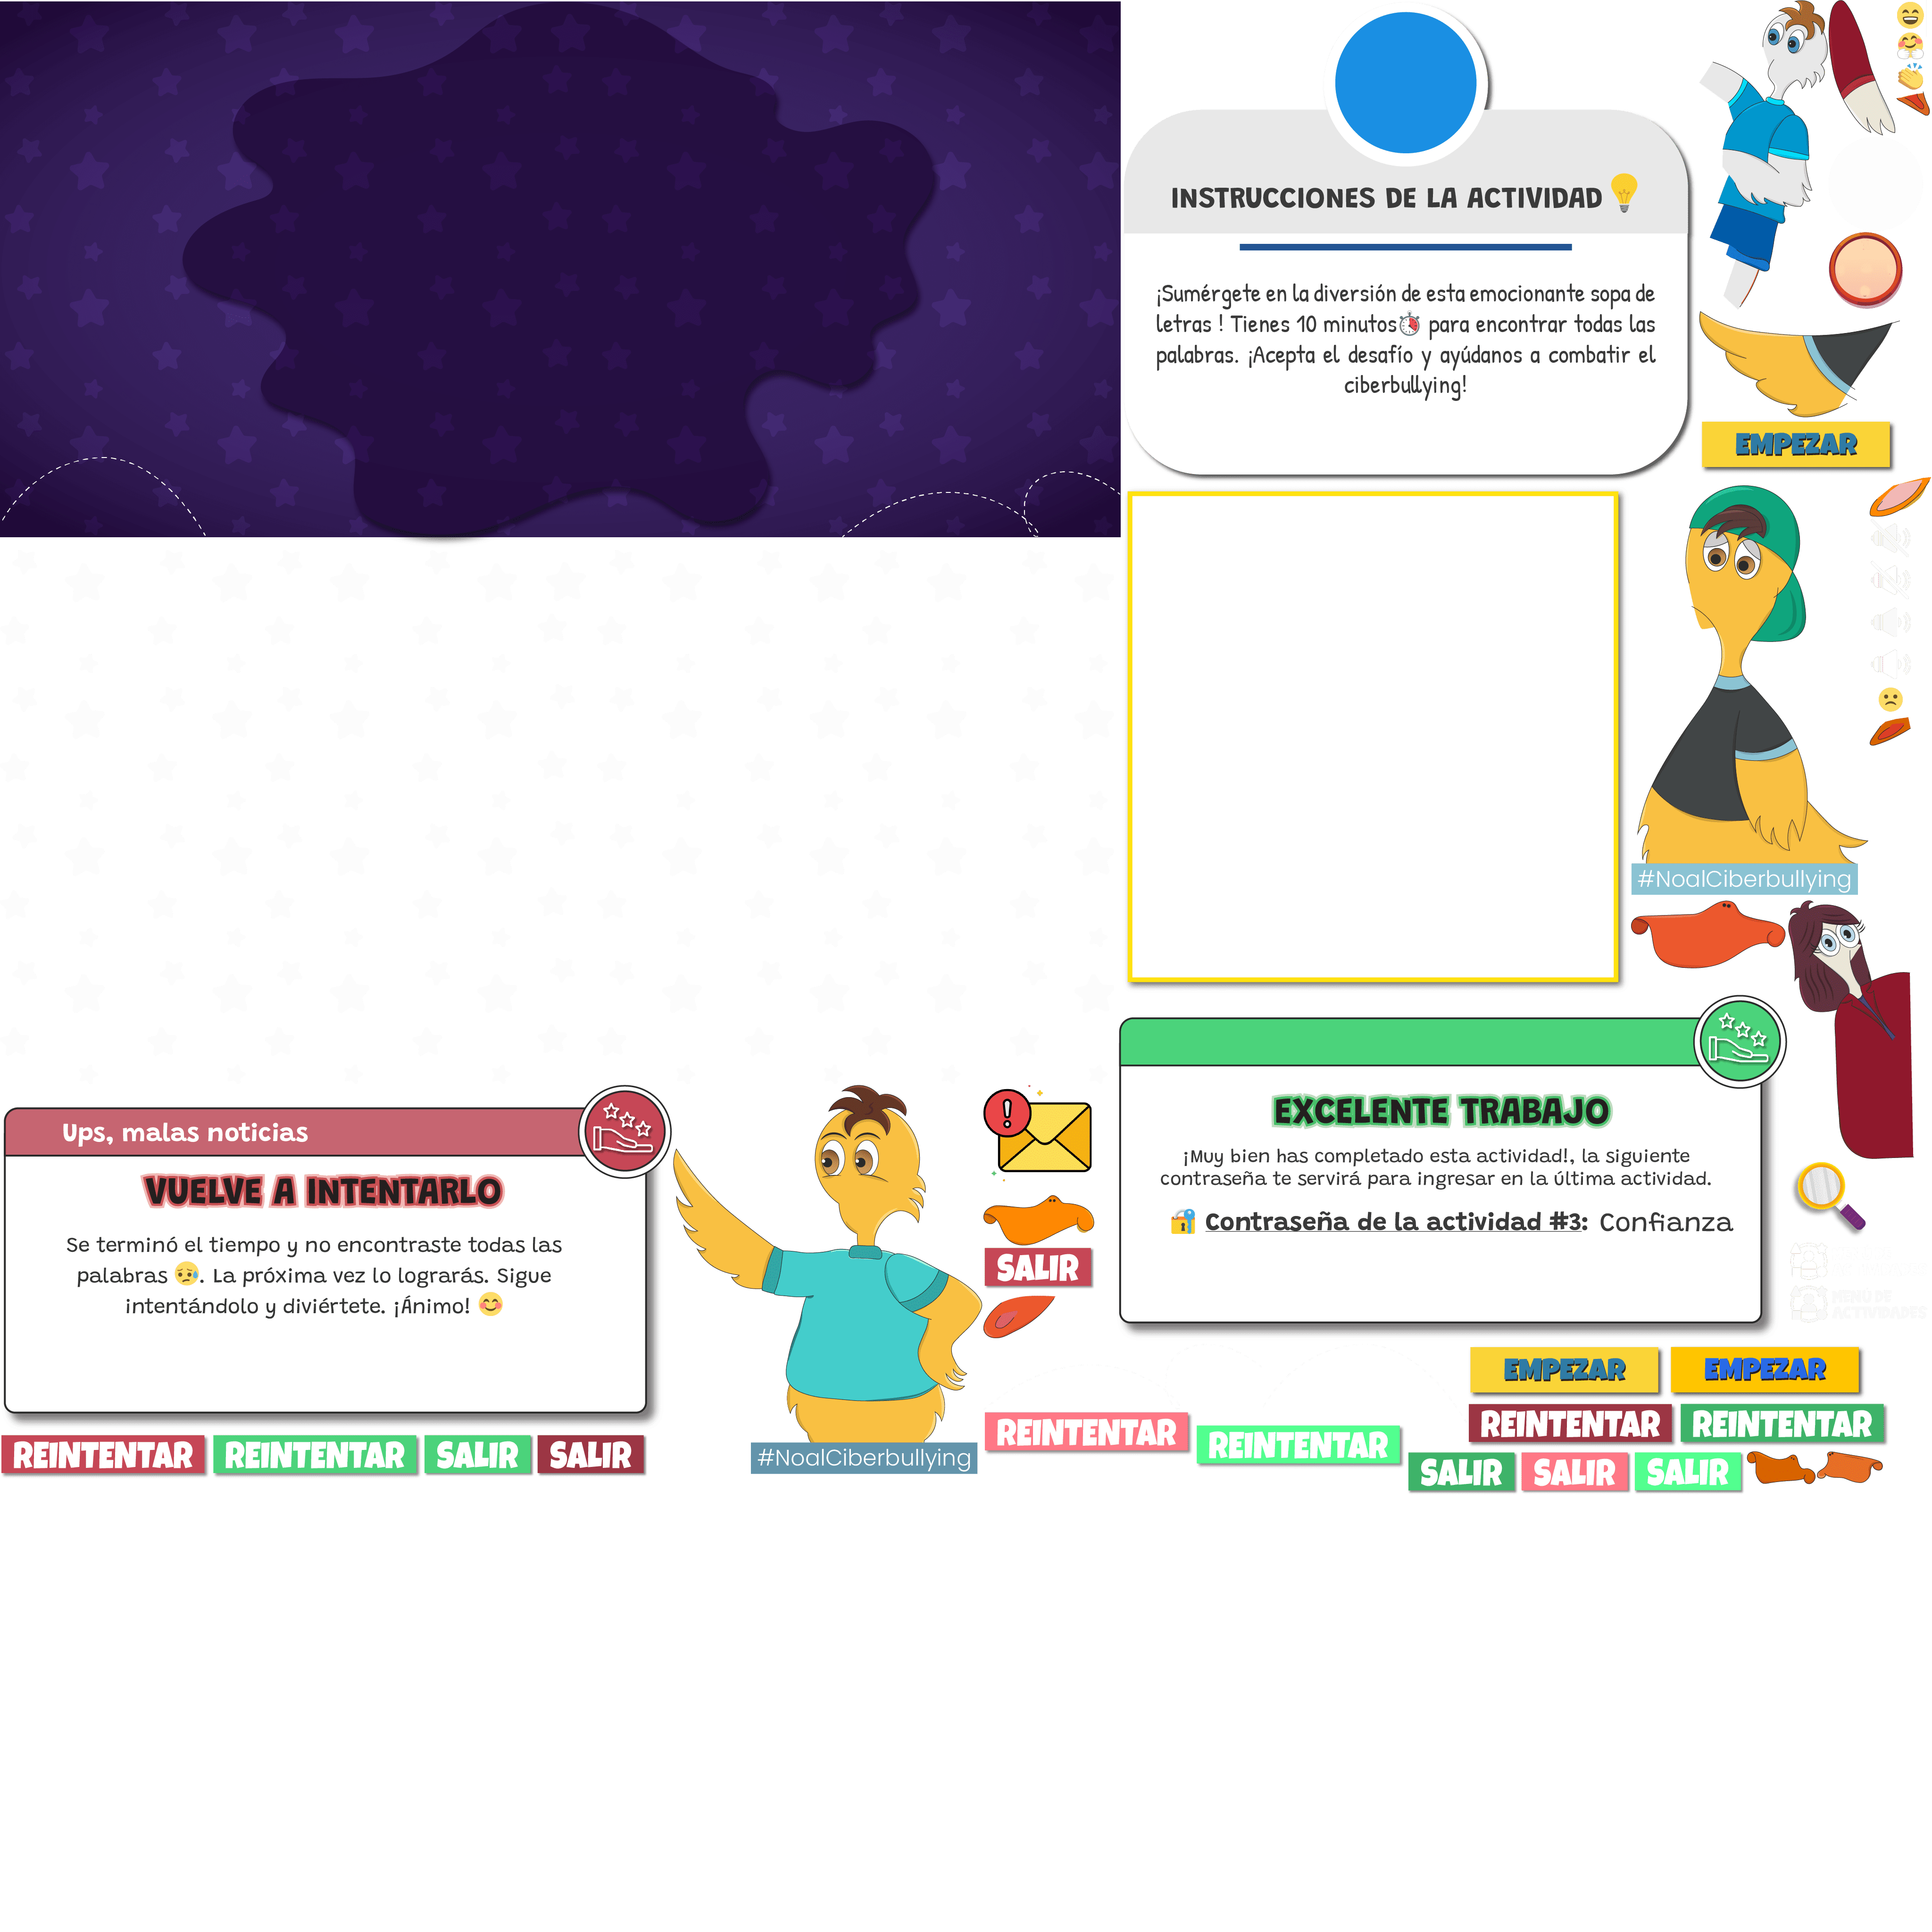 INSTRUCCIONES DE LA ACTIVIDAD
¡Sumérgete en la diversión de esta emocionante sopa de
letras ! Tienes 10 minutos para encontrar todas las
palabras. ¡Acepta el desafío y ayúdanos a combatir el
ciberbullying!
EMPEZAR
#NoalCiberbullying
EXCELENTE TRABAJO
¡Muy bien has completado esta actividad!, la siguiente
contraseña te servirá para ingresar en la última actividad.
Contraseña de la actividad #3: Confianza
Ups, malas noticias
VUELVE A INTENTARLO
Se terminó el tiempo y no encontraste todas las
palabras . La próxima vez lo lograrás. Sigue
intentándolo y diviértete. ¡Ánimo!
SALIR
MENÚ DE
ACTIVIDADES
EMPEZAR EMPEZAR
REINTENTAR REINTENTAR
REINTENTAR REINTENTAR SALIR SALIR
#NoalCiberbullying
REINTENTAR
REINTENTAR
SALIR SALIR SALIR